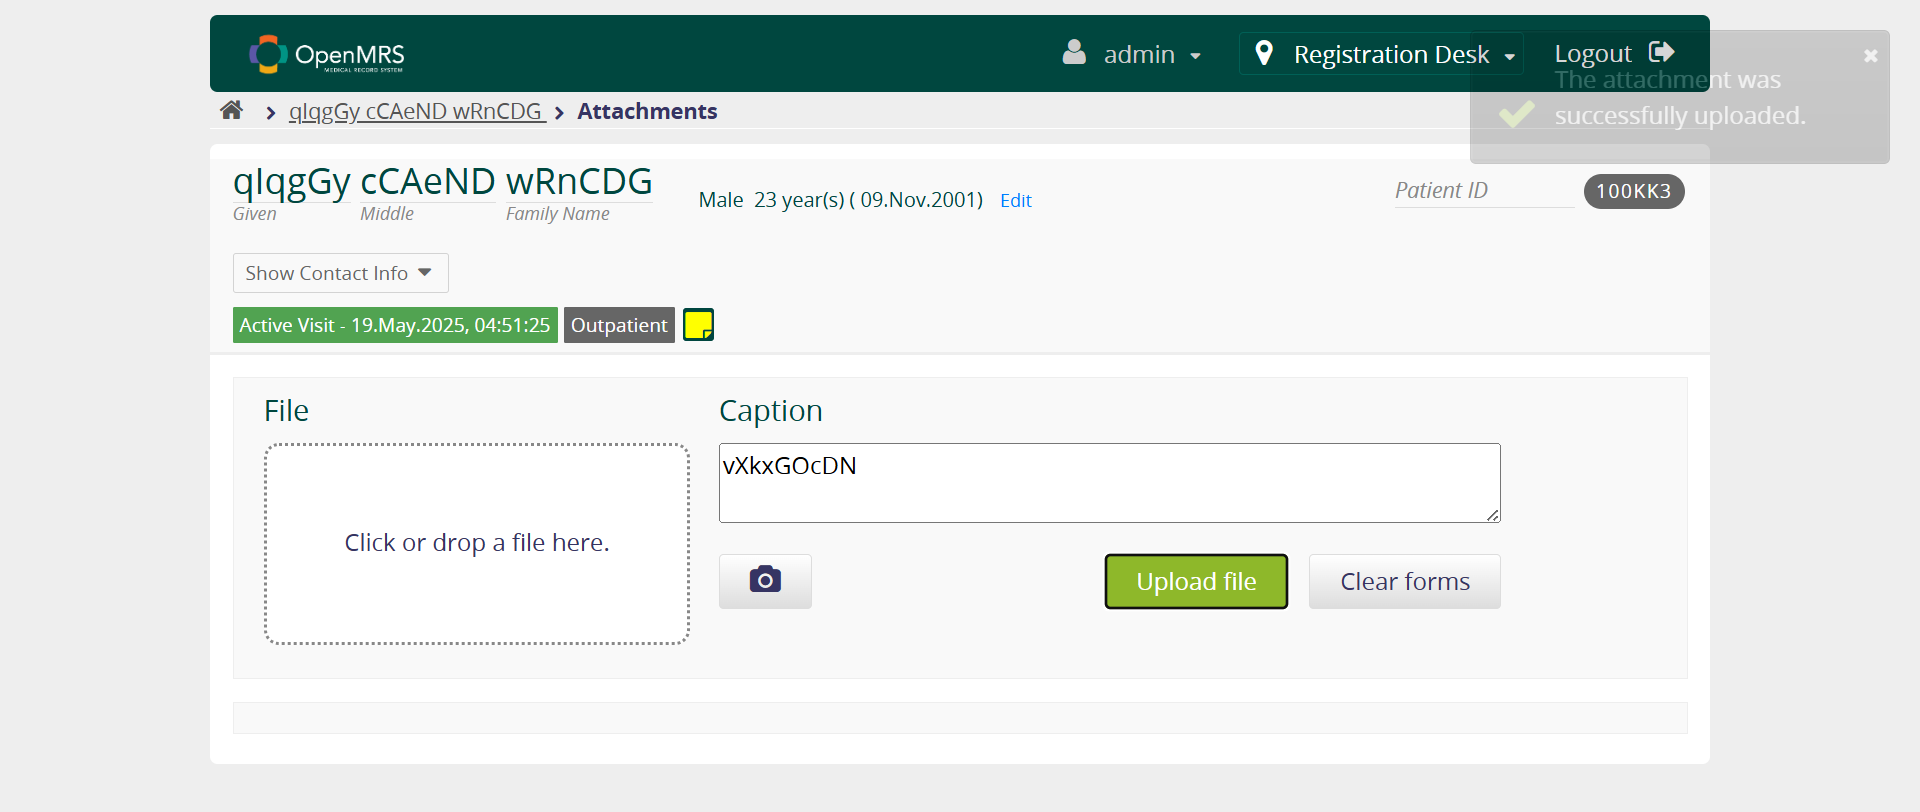 OpenMRS
MEDICAL RECORD SYSTEM
admin
Registration Desk
Logout
The attachment was
successfully uploaded.
qIqgGy cCAeND wRnCDG
Attachments
qIqgGy cCAeND wRnCDG
Given Middle Family Name
Male 23 year(s) ( 09.Nov.2001) Edit
Patient ID 100KK3
Show Contact Info
Active Visit - 19.May.2025, 04:51:25
Outpatient
File
Click or drop a file here.
Caption
vXkxGOcDN
Upload file
Clear forms